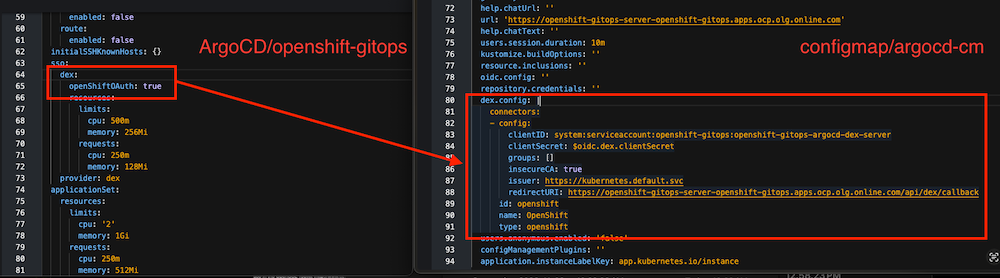 59 enabled: false
60 route:
61 enabled: false
62 initialSSHKnownHosts: {}
63 sso:
64 dex:
65 openShiftOAuth: true
66 resources:
67 limits:
68 cpu: 500m
69 memory: 256Mi
70 requests:
71 cpu: 250m
72 memory: 128Mi
73 provider: dex
74 applicationSet:
75 resources:
76 limits:
77 cpu: '2'
78 memory: 1Gi
79 requests:
80 cpu: 250m
81 memory: 512Mi
ArgoCD/openshift-gitops
72 help.chatUrl: ''
73 url: 'https://openshift-gitops-server-openshift-gitops.apps.ocp.olg.online.com'
74 help.chatText: ''
75 users.session.duration: 10m
76 kustomize.buildOptions: ''
77 resource.inclusions: ''
78 oidc.config: ''
79 repository.credentials: ''
80 dex.config: |
81 connectors:
82 - config:
83 clientID: system:serviceaccount:openshift-gitops:openshift-gitops-argocd-dex-server
84 clientSecret: $oidc.dex.clientSecret
85 groups: []
86 insecureCA: true
87 issuer: https://kubernetes.default.svc
88 redirectURI: https://openshift-gitops-server-openshift-gitops.apps.ocp.olg.online.com/api/dex/callback
89 id: openshift
90 name: OpenShift
91 type: openshift
92 users.anonymous.enabled: 'false'
93 configManagementPlugins: ''
94 application.instanceLabelKey: app.kubernetes.io/instance
configmap/argocd-cm